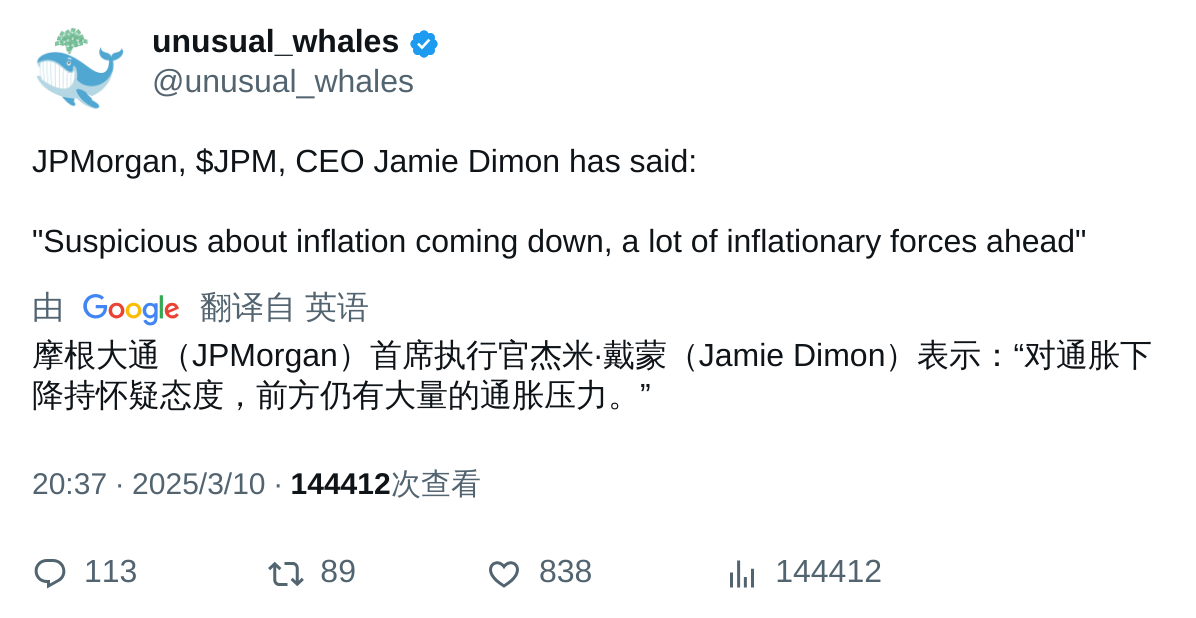 unusual_whales
@unusual_whales
JPMorgan, $JPM, CEO Jamie Dimon has said:
"Suspicious about inflation coming down, a lot of inflationary forces ahead"
由 Google 翻译自 英语
摩根大通（JPMorgan）首席执行官杰米·戴蒙（Jamie Dimon）表示：“对通胀下
降持怀疑态度，前方仍有大量的通胀压力。”
20:37 · 2025/3/10 · 144412次查看
113 89 838 144412